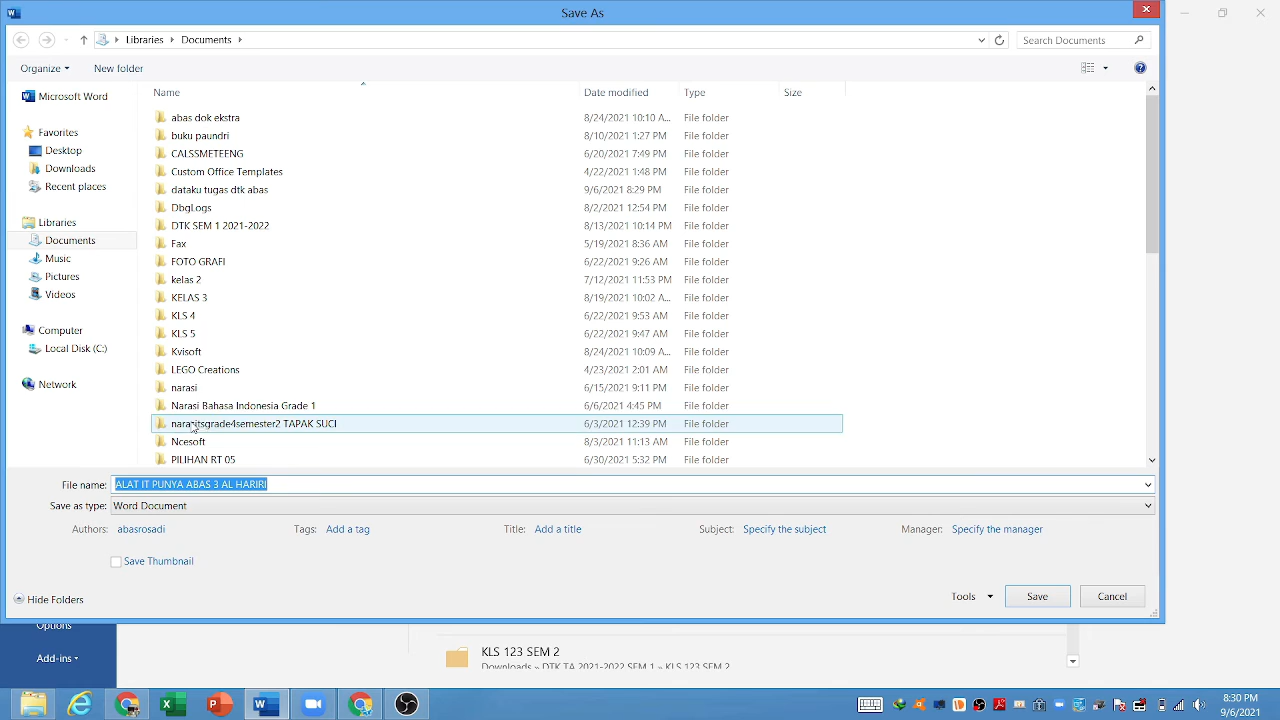 Save As
Libraries Documents
Search Documents
Organize New folder
Microsoft Word
Favorites
Desktop
Downloads
Recent places
Libraries
Documents
Music
Pictures
Videos
Computer
Local Disk (C:)
Network
Name Date modified Type Size
abas dok ekstra 8/24/2021 10:10 A... File folder
buku paundri 8/10/2021 1:27 PM File folder
CALSSMETEENG 6/20/2021 7:49 PM File folder
Custom Office Templates 4/22/2021 1:48 PM File folder
dataku tugas dtk abas 9/6/2021 8:29 PM File folder
DbgLogs 8/2/2021 12:54 PM File folder
DTK SEM 1 2021-2022 8/13/2021 10:14 PM File folder
Fax 5/19/2021 8:36 AM File folder
FOTO GRAFI 6/22/2021 9:26 AM File folder
kelas 2 7/12/2021 11:53 PM File folder
KELAS 3 8/19/2021 10:02 A... File folder
KLS 4 6/22/2021 9:53 AM File folder
KLS 5 6/22/2021 9:47 AM File folder
Kvisoft 8/24/2021 10:09 A... File folder
LEGO Creations 4/23/2021 2:01 AM File folder
narasi 6/15/2021 9:11 PM File folder
Narasi Bahasa Indonesia Grade 1 6/6/2021 4:45 PM File folder
narasitsgrade4semester2 TAPAK SUCI 6/3/2021 12:39 PM File folder
Ncesoft 8/3/2021 11:13 AM File folder
PILIHAN RT 05 6/30/2021 5:32 PM File folder
File name: ALAT IT PUNYA ABAS 3 AL HARIRI
Save as type: Word Document
Authors: abasrosadi Tags: Add a tag Title: Add a title Subject: Specify the subject Manager: Specify the manager
Save Thumbnail
Hide Folders Tools Save Cancel
Options
Add-ins
KLS 123 SEM 2
Downloads » DTK TA 2021-2022 SEM 1 » KLS 123 SEM 2
8:30 PM
9/6/2021